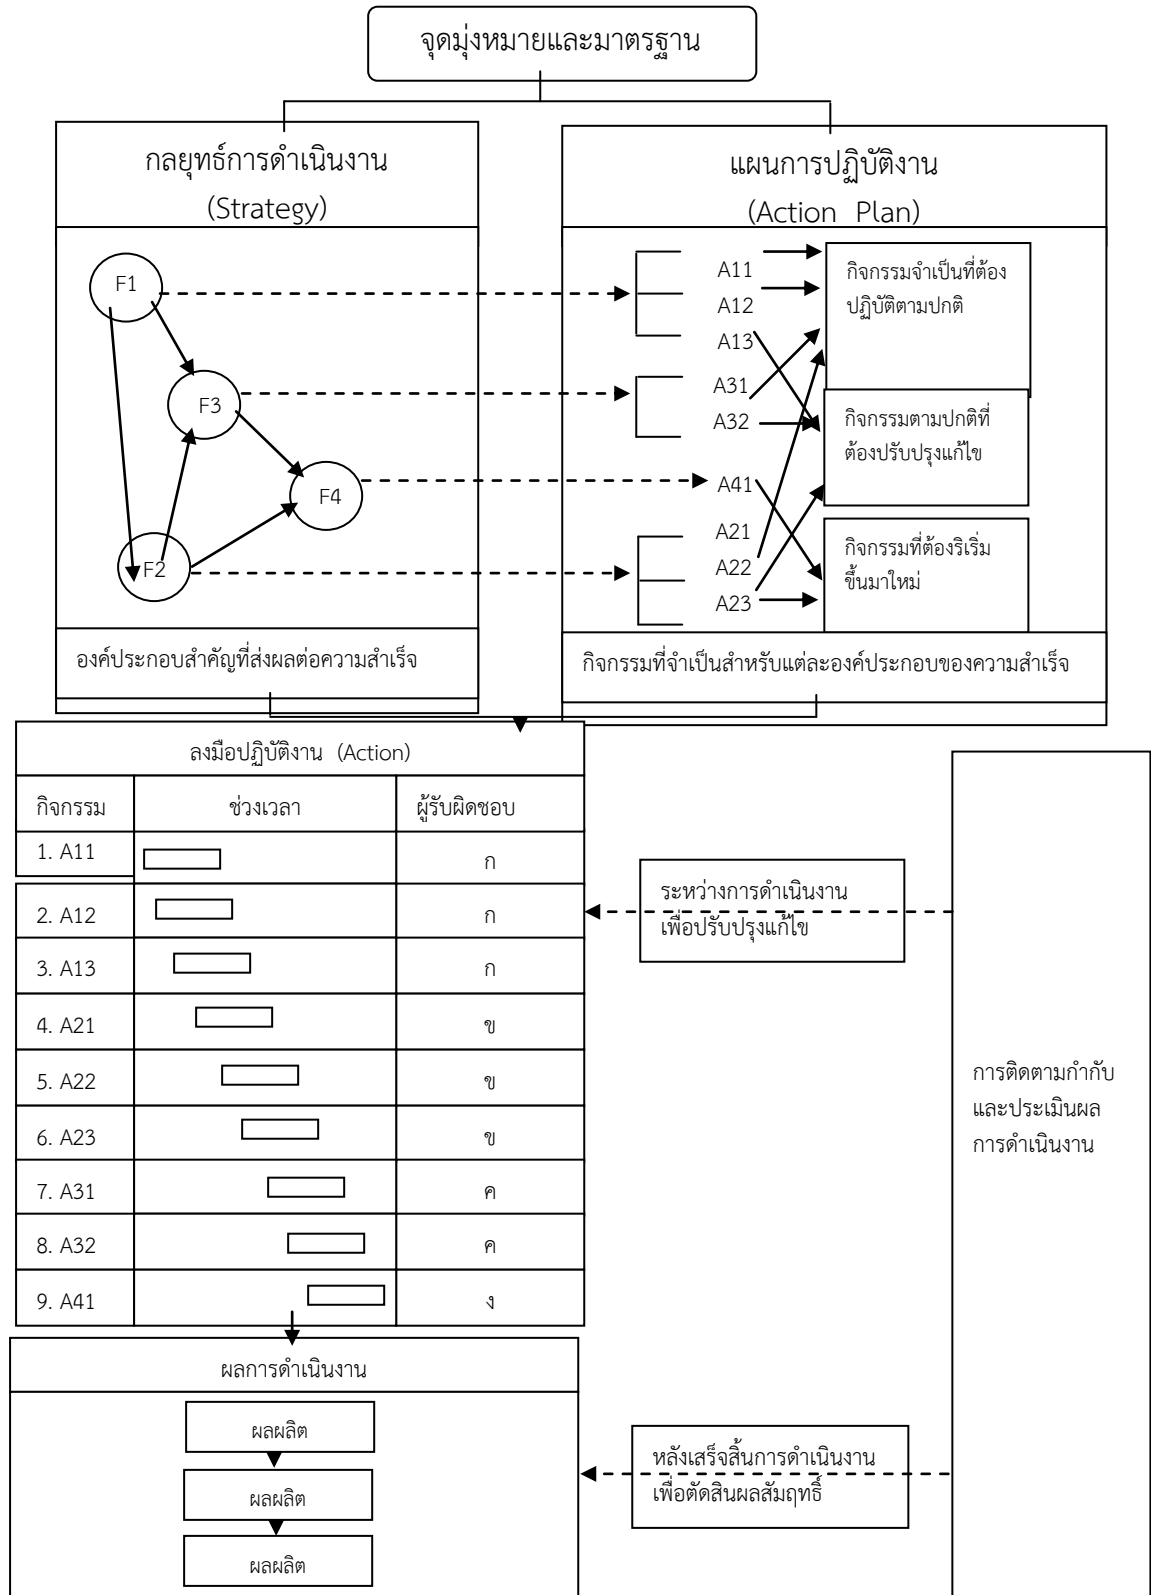 จุดมุ่งหมายและมาตรฐาน
กลยุทธ์การดำเนินงาน
(Strategy)
แผนการปฏิบัติงาน
(Action Plan)
F1
F3
F4
F2
A11
A12
A13
A31
A32
A41
A21
A22
A23
กิจกรรมจำเป็นที่ต้อง
ปฏิบัติตามปกติ
กิจกรรมตามปกติที่
ต้องปรับปรุงแก้ไข
กิจกรรมที่ต้องริเริ่ม
ขึ้นมาใหม่
องค์ประกอบสำคัญที่ส่งผลต่อความสำเร็จ
กิจกรรมที่จำเป็นสำหรับแต่ละองค์ประกอบของความสำเร็จ
ลงมือปฏิบัติงาน (Action)
กิจกรรม ช่วงเวลา ผู้รับผิดชอบ
1. A11 ก
2. A12 ก
3. A13 ก
4. A21 ข
5. A22 ข
6. A23 ข
7. A31 ค
8. A32 ค
9. A41 ง
ระหว่างการดำเนินงาน
เพื่อปรับปรุงแก้ไข
การติดตามกำกับ
และประเมินผล
การดำเนินงาน
ผลการดำเนินงาน
ผลผลิต
ผลผลิต
ผลผลิต
หลังเสร็จสิ้นการดำเนินงาน
เพื่อตัดสินผลสัมฤทธิ์